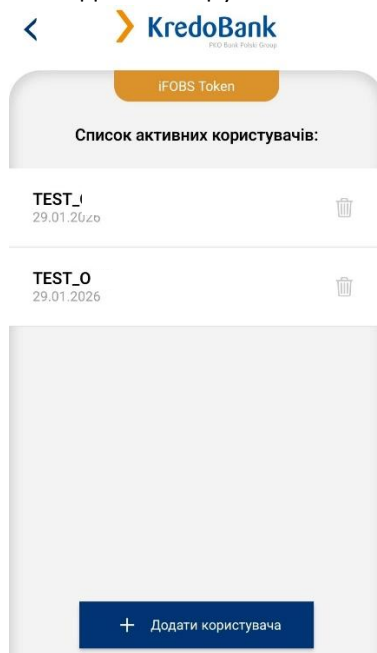 KredoBank
PKO Bank Polski Group
iFOBS Token
Список активних користувачів:
TEST_
29.01.2026
TEST_O
29.01.2026
+ Додати користувача